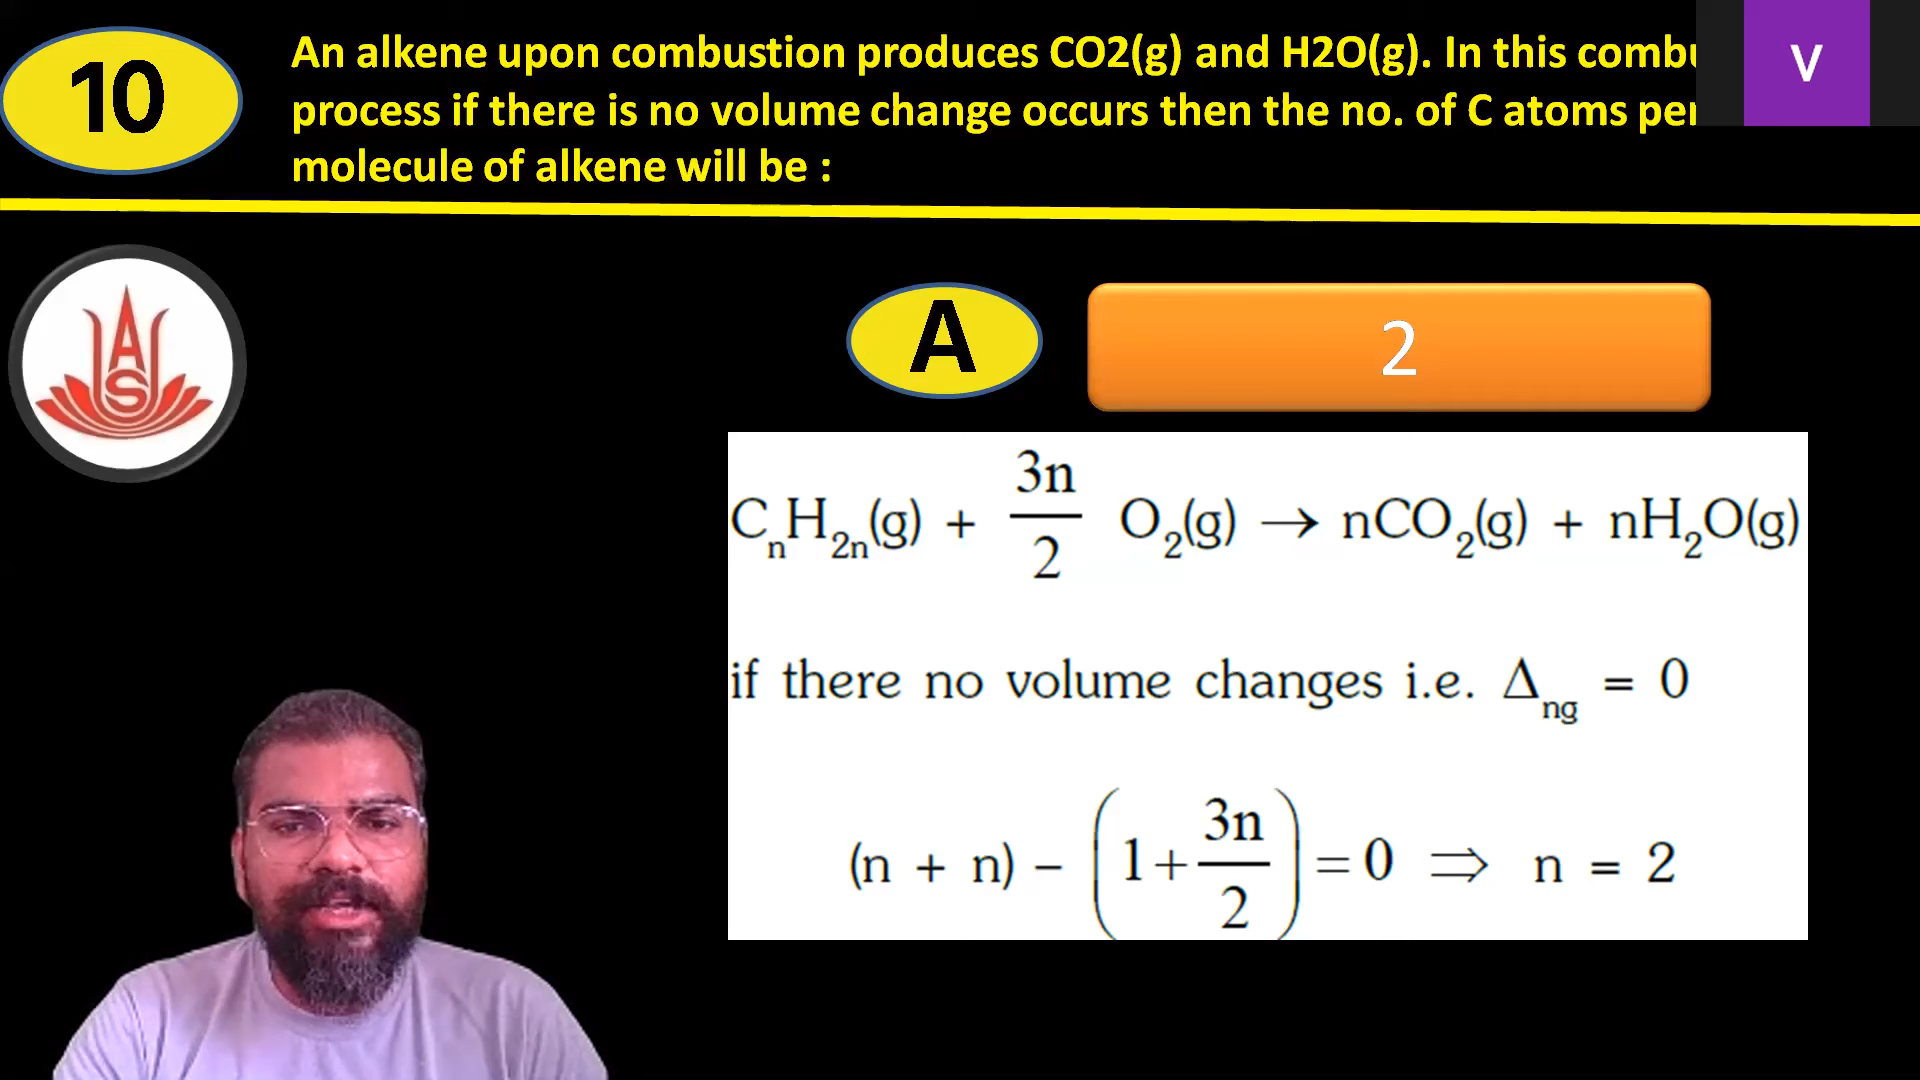 10
An alkene upon combustion produces CO2(g) and H2O(g). In this
process if there is no volume change occurs then the no. of C atoms per
molecule of alkene will be :
V
AS
A
2
CₙH₂ₙ(g) + 3n/2 O₂(g) → nCO₂(g) + nH₂O(g)
if there no volume changes i.e. Δₙg = 0
(n + n) – (1 + 3n/2) = 0 ⇒ n = 2